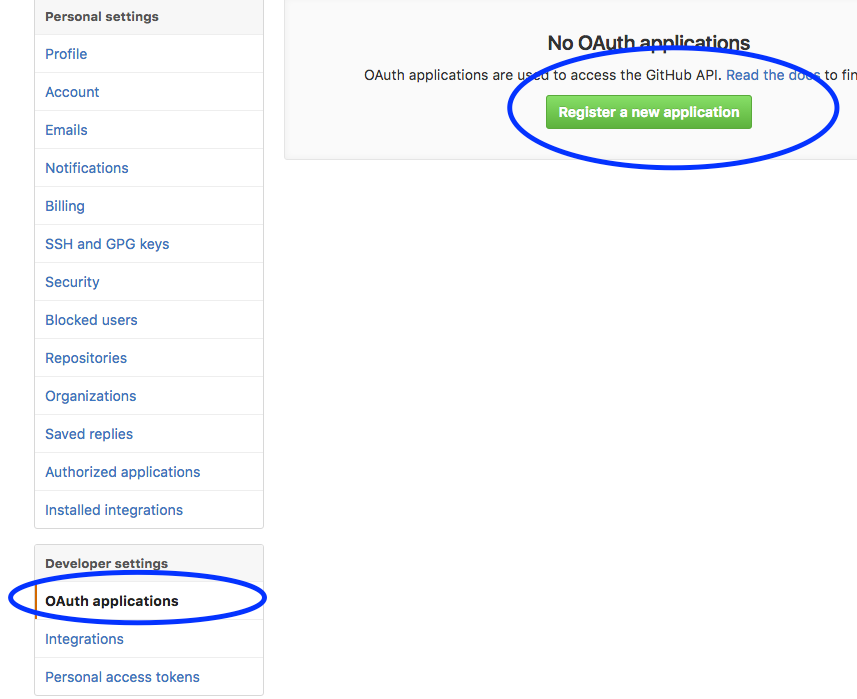 Personal settings
Profile
Account
Emails
Notifications
Billing
SSH and GPG keys
Security
Blocked users
Repositories
Organizations
Saved replies
Authorized applications
Installed integrations
Developer settings
OAuth applications
Integrations
Personal access tokens
No OAuth applications
OAuth applications are used to access the GitHub API. Read the docs to fin
Register a new application